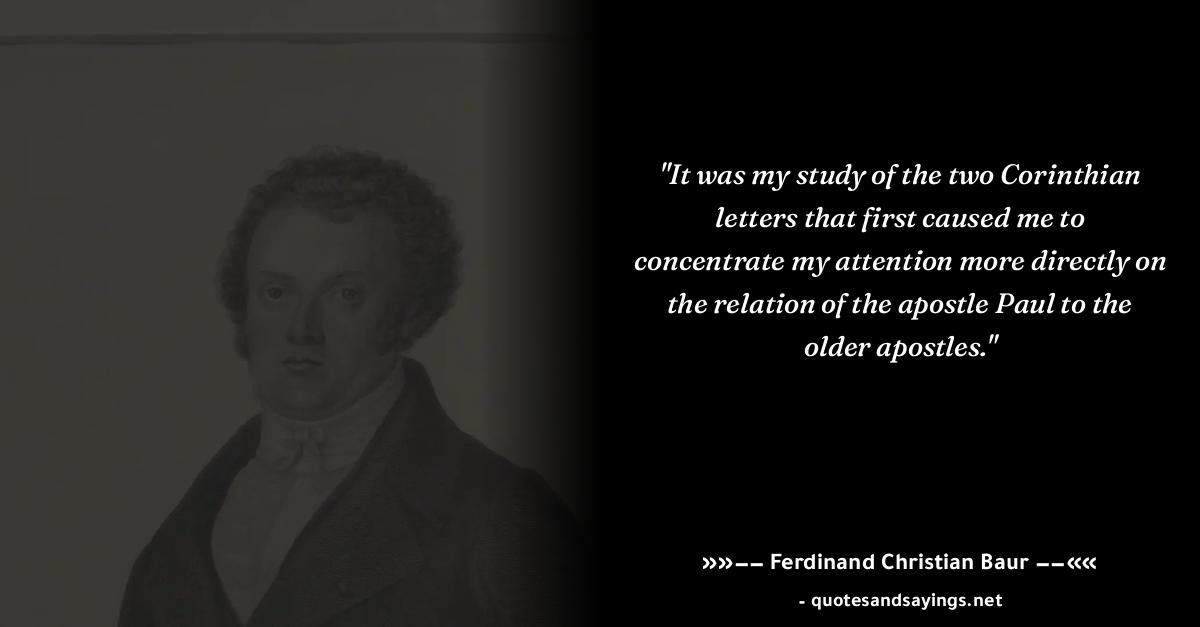 "It was my study of the two Corinthian
letters that first caused me to
concentrate my attention more directly on
the relation of the apostle Paul to the
older apostles."
»»–– Ferdinand Christian Baur ––««
- quotesandsayings.net